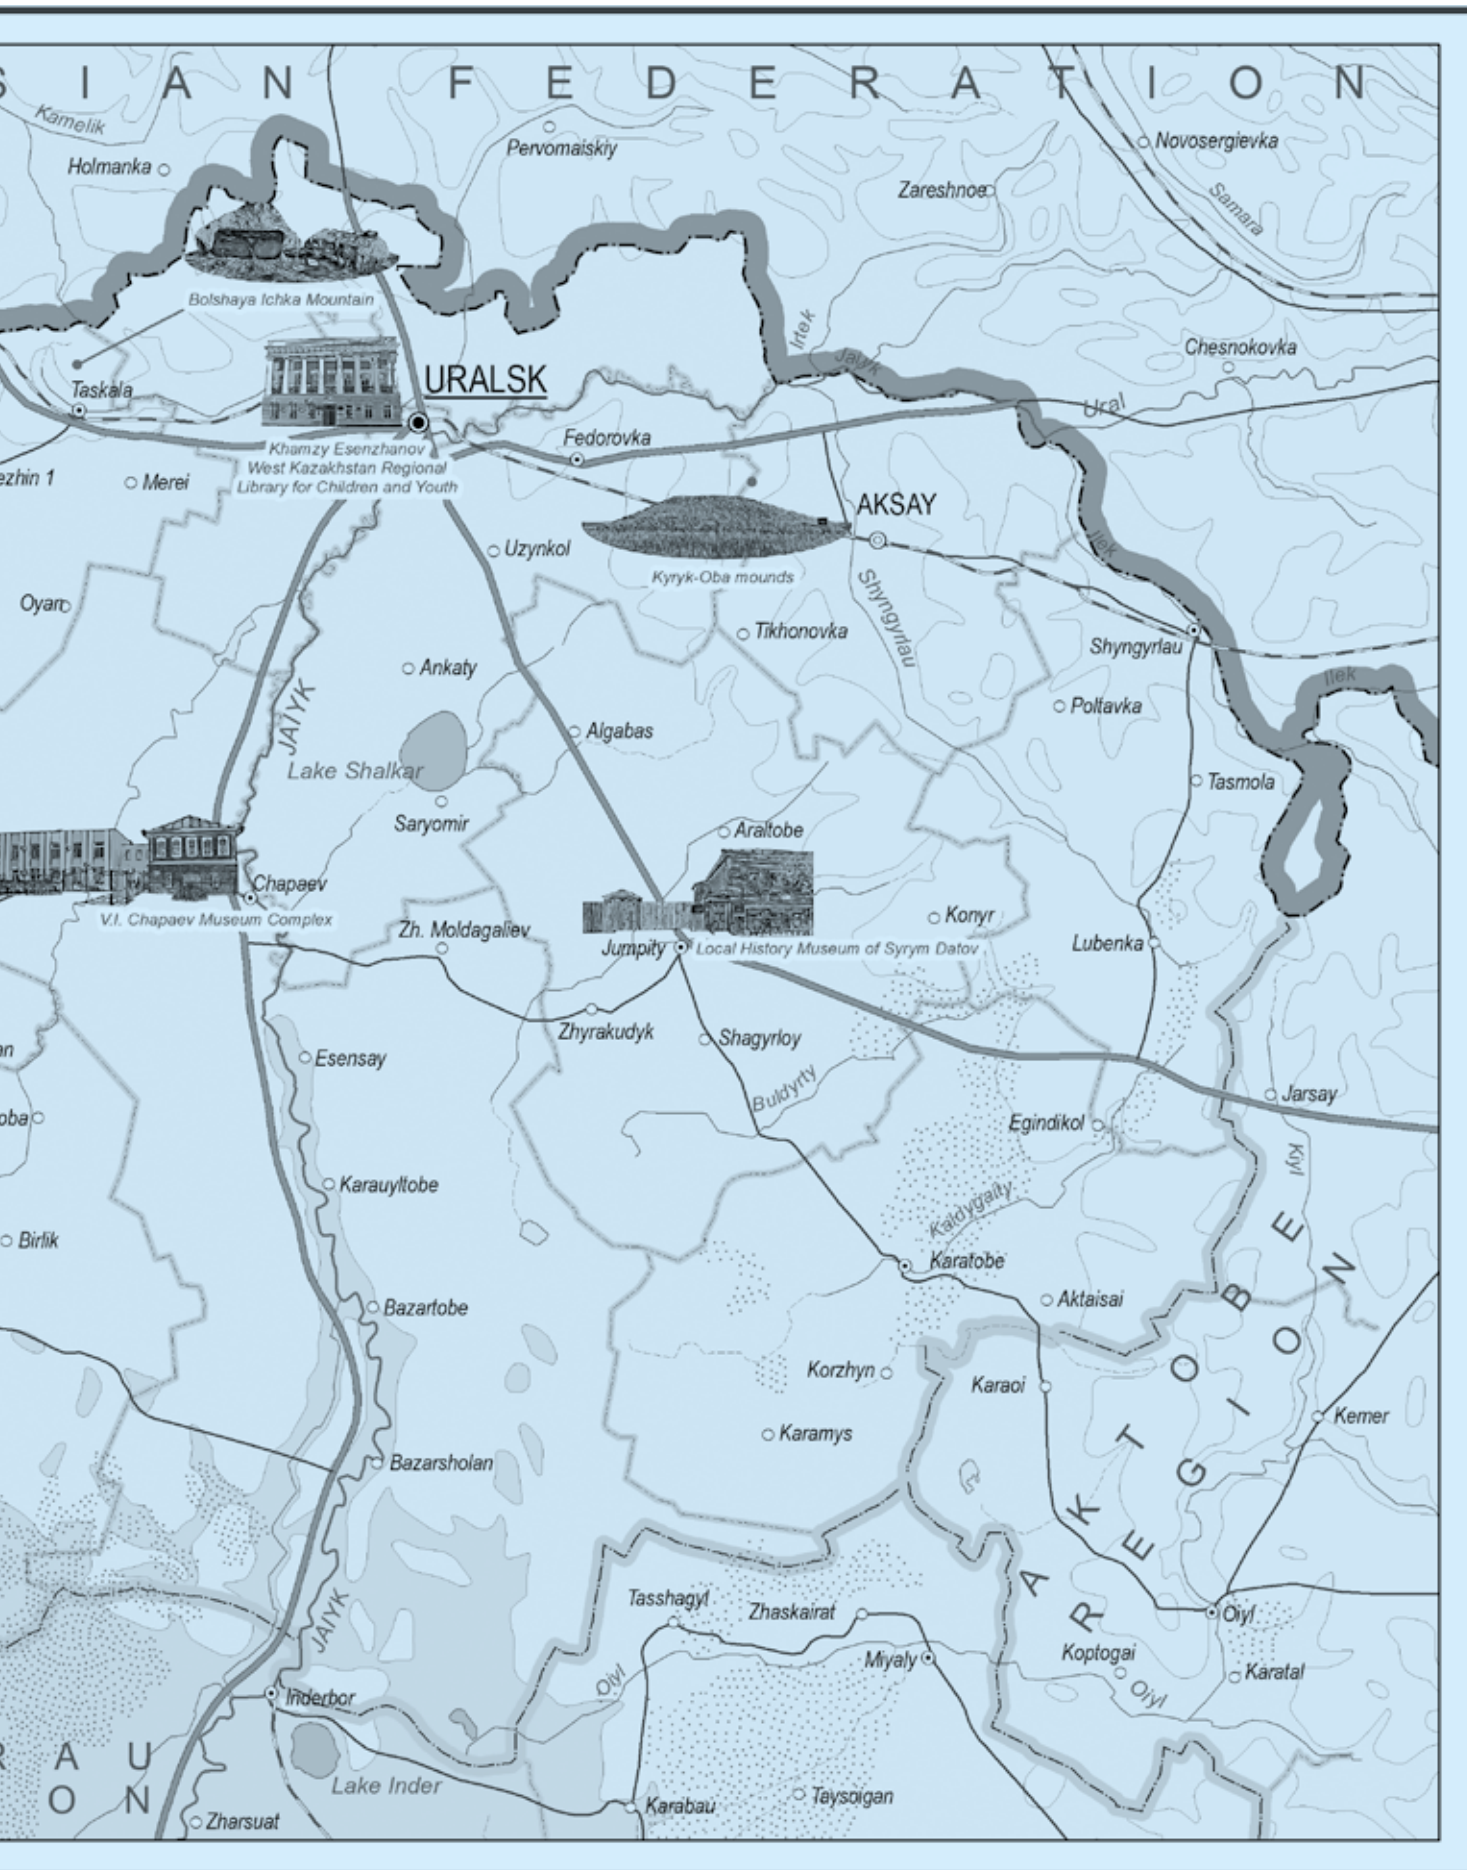 SIAN FEDERATION
Kamelik
Holmanka
Pervomaiskiy
Novosergievka
Zareshnoe
Samara
Bolshaya Ichka Mountain
Irtek
Jaiyk
Chesnokovka
Taskala
URALSK
Ural
Fedorovka
Khamzy Esenzhanov
West Kazakhstan Regional
Library for Children and Youth
ezhin 1
Merei
AKSAY
Uzynkol
Ilek
Kyryk-Oba mounds
Oyan
Shyngyrlau
Tikhonovka
Shyngyrlau
Ankaty
Ilek
Poltavka
JAIYK
Algabas
Lake Shalkar
Tasmola
Saryomir
Araltobe
Chapaev
V.I. Chapaev Museum Complex
Zh. Moldagaliev
Konyr
Jumpity
Local History Museum of Syrym Datov
Lubenka
Zhyrakudyk
Shagyrloy
an
Esensay
Buldyrty
Jarsay
oba
Egindikol
Kiyl
Karauyltobe
Kaldygaity
Birlik
Karatobe
Aktaisai
Bazartobe
Korzhyn
Karaoi
AKTOBE
REGION
Kemer
Karamys
Bazarsholan
Tasshagyl
Zhaskairat
Oiyl
JAIYK
Miyaly
Koptogai
Karatal
Oiyl
Oiyl
Inderbor
RAU
ON
Lake Inder
Karabau
Taysoigan
Zharsuat